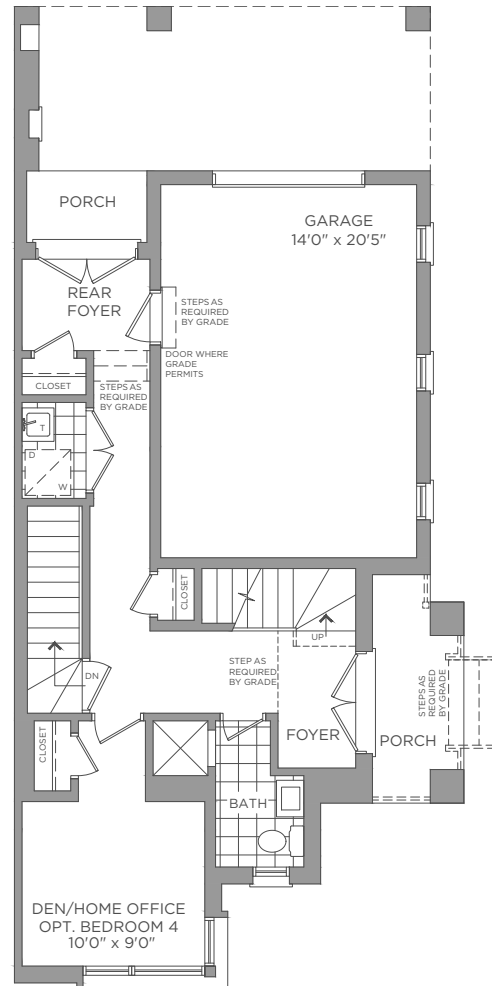 PORCH
GARAGE
14'0" x 20'5"
REAR
FOYER
STEPS AS
REQUIRED
BY GRADE
DOOR WHERE
GRADE
PERMITS
CLOSET
STEPS AS
REQUIRED
BY GRADE
T
D
W
CLOSET
UP
STEP AS
REQUIRED
BY GRADE
DN
STEPS AS
REQUIRED
BY GRADE
CLOSET
FOYER
PORCH
BATH
DEN/HOME OFFICE
OPT. BEDROOM 4
10'0" x 9'0"